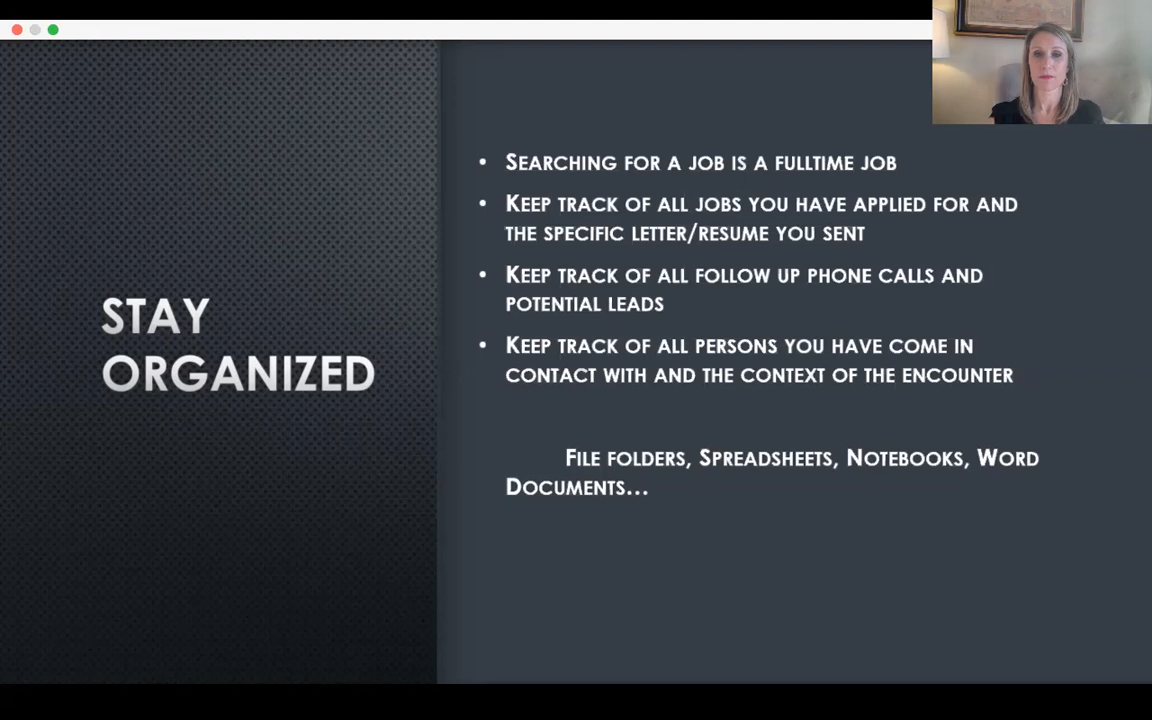 STAY
ORGANIZED
• SEARCHING FOR A JOB IS A FULLTIME JOB
• KEEP TRACK OF ALL JOBS YOU HAVE APPLIED FOR AND
THE SPECIFIC LETTER/RESUME YOU SENT
• KEEP TRACK OF ALL FOLLOW UP PHONE CALLS AND
POTENTIAL LEADS
• KEEP TRACK OF ALL PERSONS YOU HAVE COME IN
CONTACT WITH AND THE CONTEXT OF THE ENCOUNTER
FILE FOLDERS, SPREADSHEETS, NOTEBOOKS, WORD
DOCUMENTS...